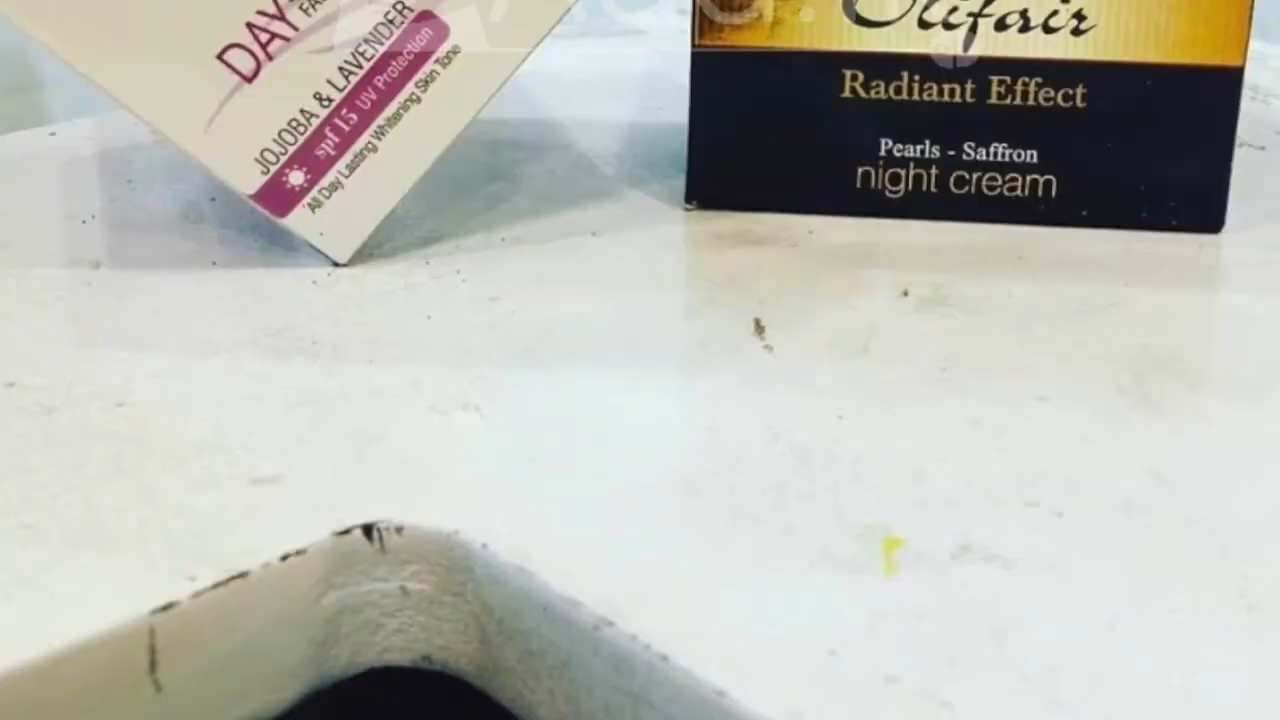 DAY
FA
JOJOBA & LAVENDER
spf 15 UV Protection
All Day Lasting Whitening Skin Tone
Olifair
Radiant Effect
Pearls - Saffron
night cream